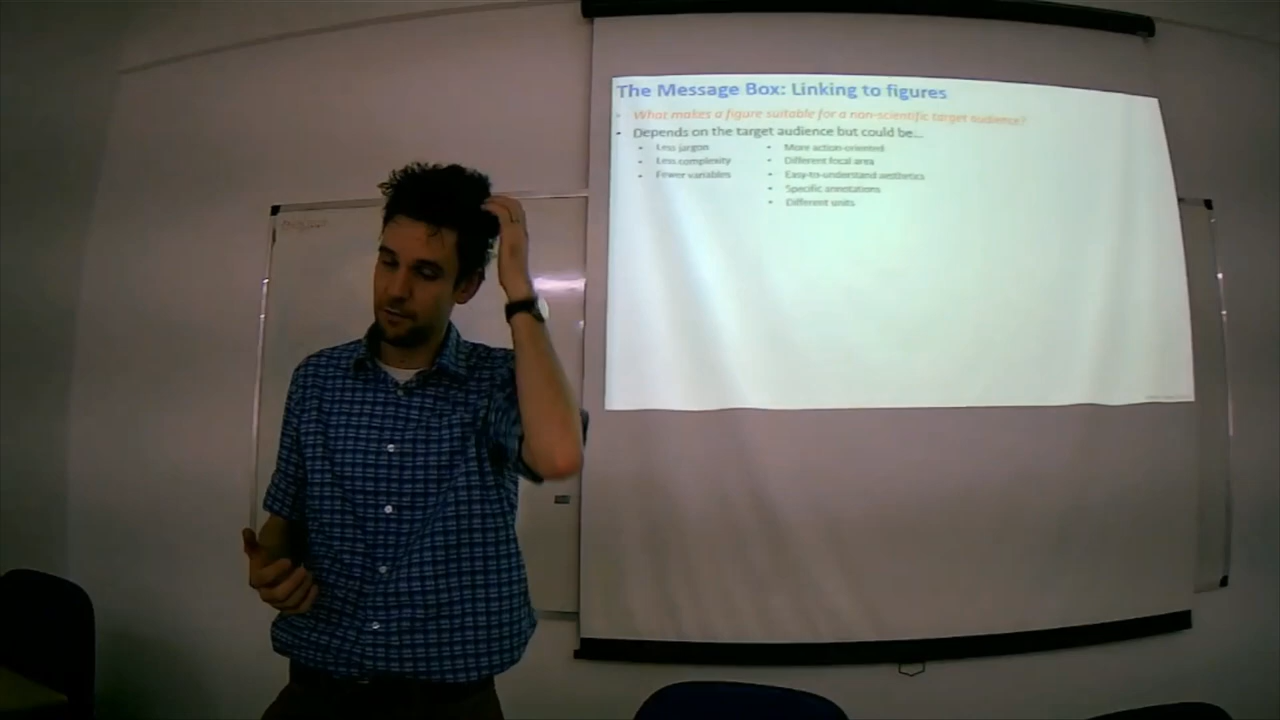 The Message Box: Linking to figures
• What makes a figure suitable for a non-scientific target audience?
• Depends on the target audience but could be...
• Less jargon
• Less complexity
• Fewer variables
• More action-oriented
• Different focal area
• Easy-to-understand aesthetics
• Specific annotations
• Different units